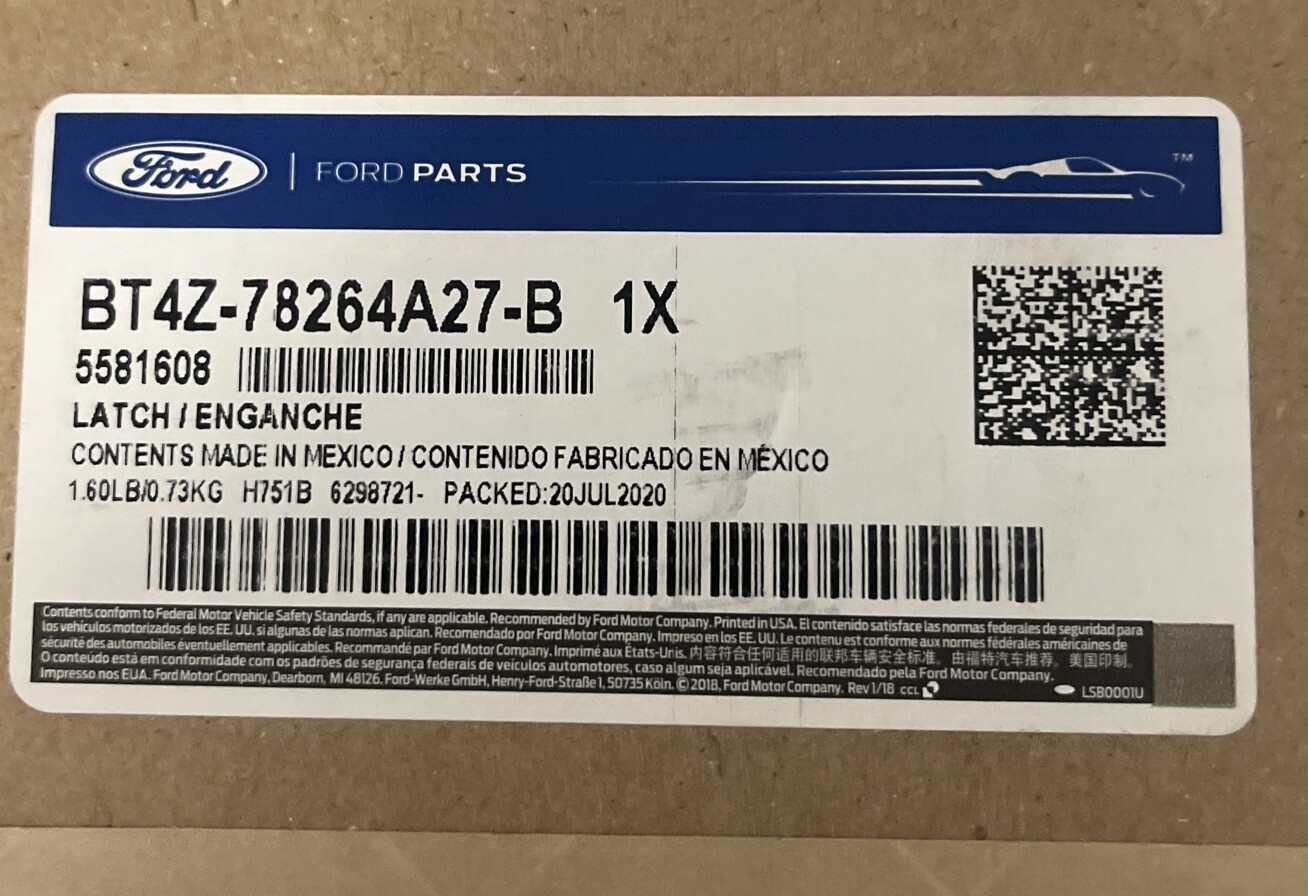 Ford | FORD PARTS TM
BT4Z-78264A27-B 1X
5581608
LATCH / ENGANCHE
CONTENTS MADE IN MEXICO / CONTENIDO FABRICADO EN MÉXICO
1.60LB/0.73KG H751B 6298721- PACKED:20JUL2020
Contents conform to Federal Motor Vehicle Safety Standards, if any are applicable. Recommended by Ford Motor Company. Printed in USA. El contenido satisface las normas federales de seguridad para
los vehículos motorizados de los EE. UU. si algunas de las normas aplican. Recomendado por Ford Motor Company. Impreso en los EE. UU. Le contenu est conforme aux normes fédérales américaines de
sécurité des automobiles éventuellement applicables. Recommandé par Ford Motor Company. Imprimé aux États-Unis. 内容符合任何适用的联邦车辆安全标准。由福特汽车推荐。美国印制。
O conteúdo está em conformidade com os padrões de segurança federais de veículos automotores, caso algum seja aplicável. Recomendado pela Ford Motor Company.
Impresso nos EUA. Ford Motor Company, Dearborn, MI 48126. Ford-Werke GmbH, Henry-Ford-Straße 1, 50735 Köln. © 2018, Ford Motor Company. Rev 1/18 CCL LSB0001U